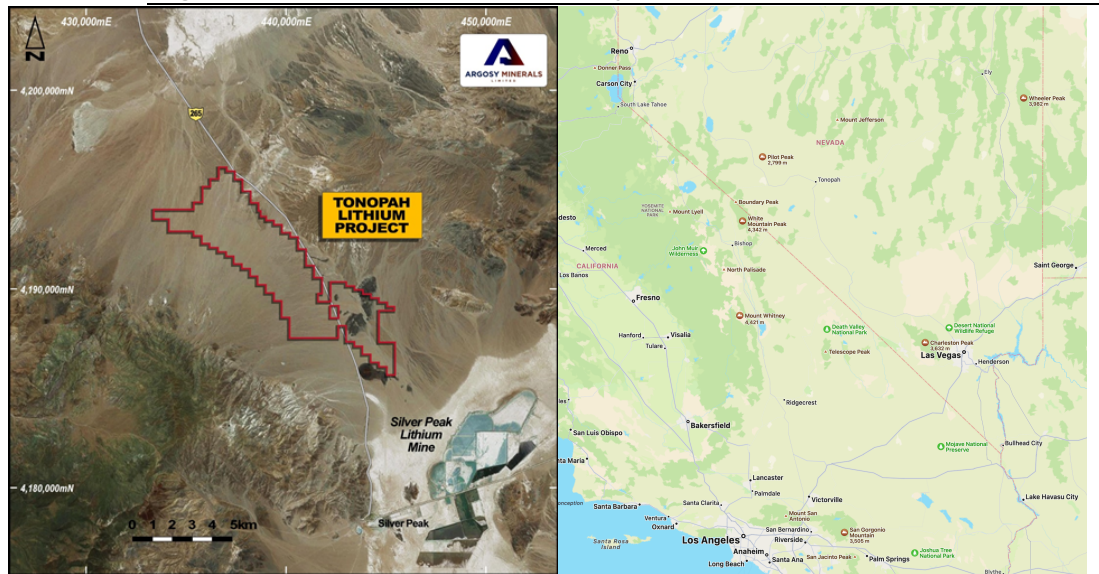 430,000mE
440,000mE
450,000mE
N
ARGOSY MINERALS
LIMITED
4,200,000mN
265
TONOPAH
LITHIUM
PROJECT
4,190,000mN
Silver Peak
Lithium
Mine
4,180,000mN
0 1 2 3 4 5km
Silver Peak
Reno
Donner Pass
Carson City
South Lake Tahoe
Ely
Wheeler Peak
3,982 m
Mount Jefferson
NEVADA
Pilot Peak
2,799 m
Tonopah
YOSEMITE
NATIONAL
PARK
Boundary Peak
Mount Lyell
White
Mountain Peak
4,342 m
desto
Merced
John Muir
Wilderness
Bishop
CALIFORNIA
Los Banos
North Palisade
Saint George
Fresno
Mount Whitney
4,421 m
Death Valley
National Park
Desert National
Wildlife Refuge
Hanford
Visalia
Tulare
Charleston Peak
3,632 m
Telescope Peak
Las Vegas
Henderson
les
Ridgecrest
San Luis Obispo
Bakersfield
Bullhead City
Mojave National
Preserve
nta Maria
Lancaster
Palmdale
Lake Havasu City
onception
Santa Barbara
Santa Clarita
Victorville
Ventura
Oxnard
Mount San
Antonio
San Bernardino
San Gorgonio
Mountain
3,506 m
Santa Rosa
Island
Los Angeles
Riverside
Anaheim
San Jacinto Peak
Palm Springs
Joshua Tree
National Park
Long Beach
Santa Ana
Blythe